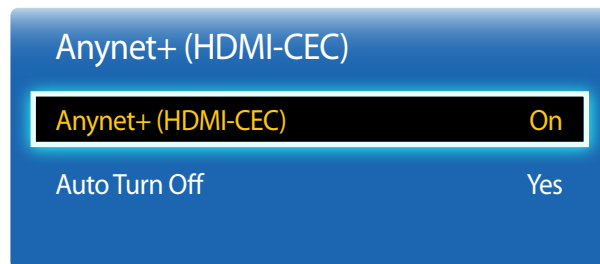 Anynet+ (HDMI-CEC)
Anynet+ (HDMI-CEC) On
Auto Turn Off Yes